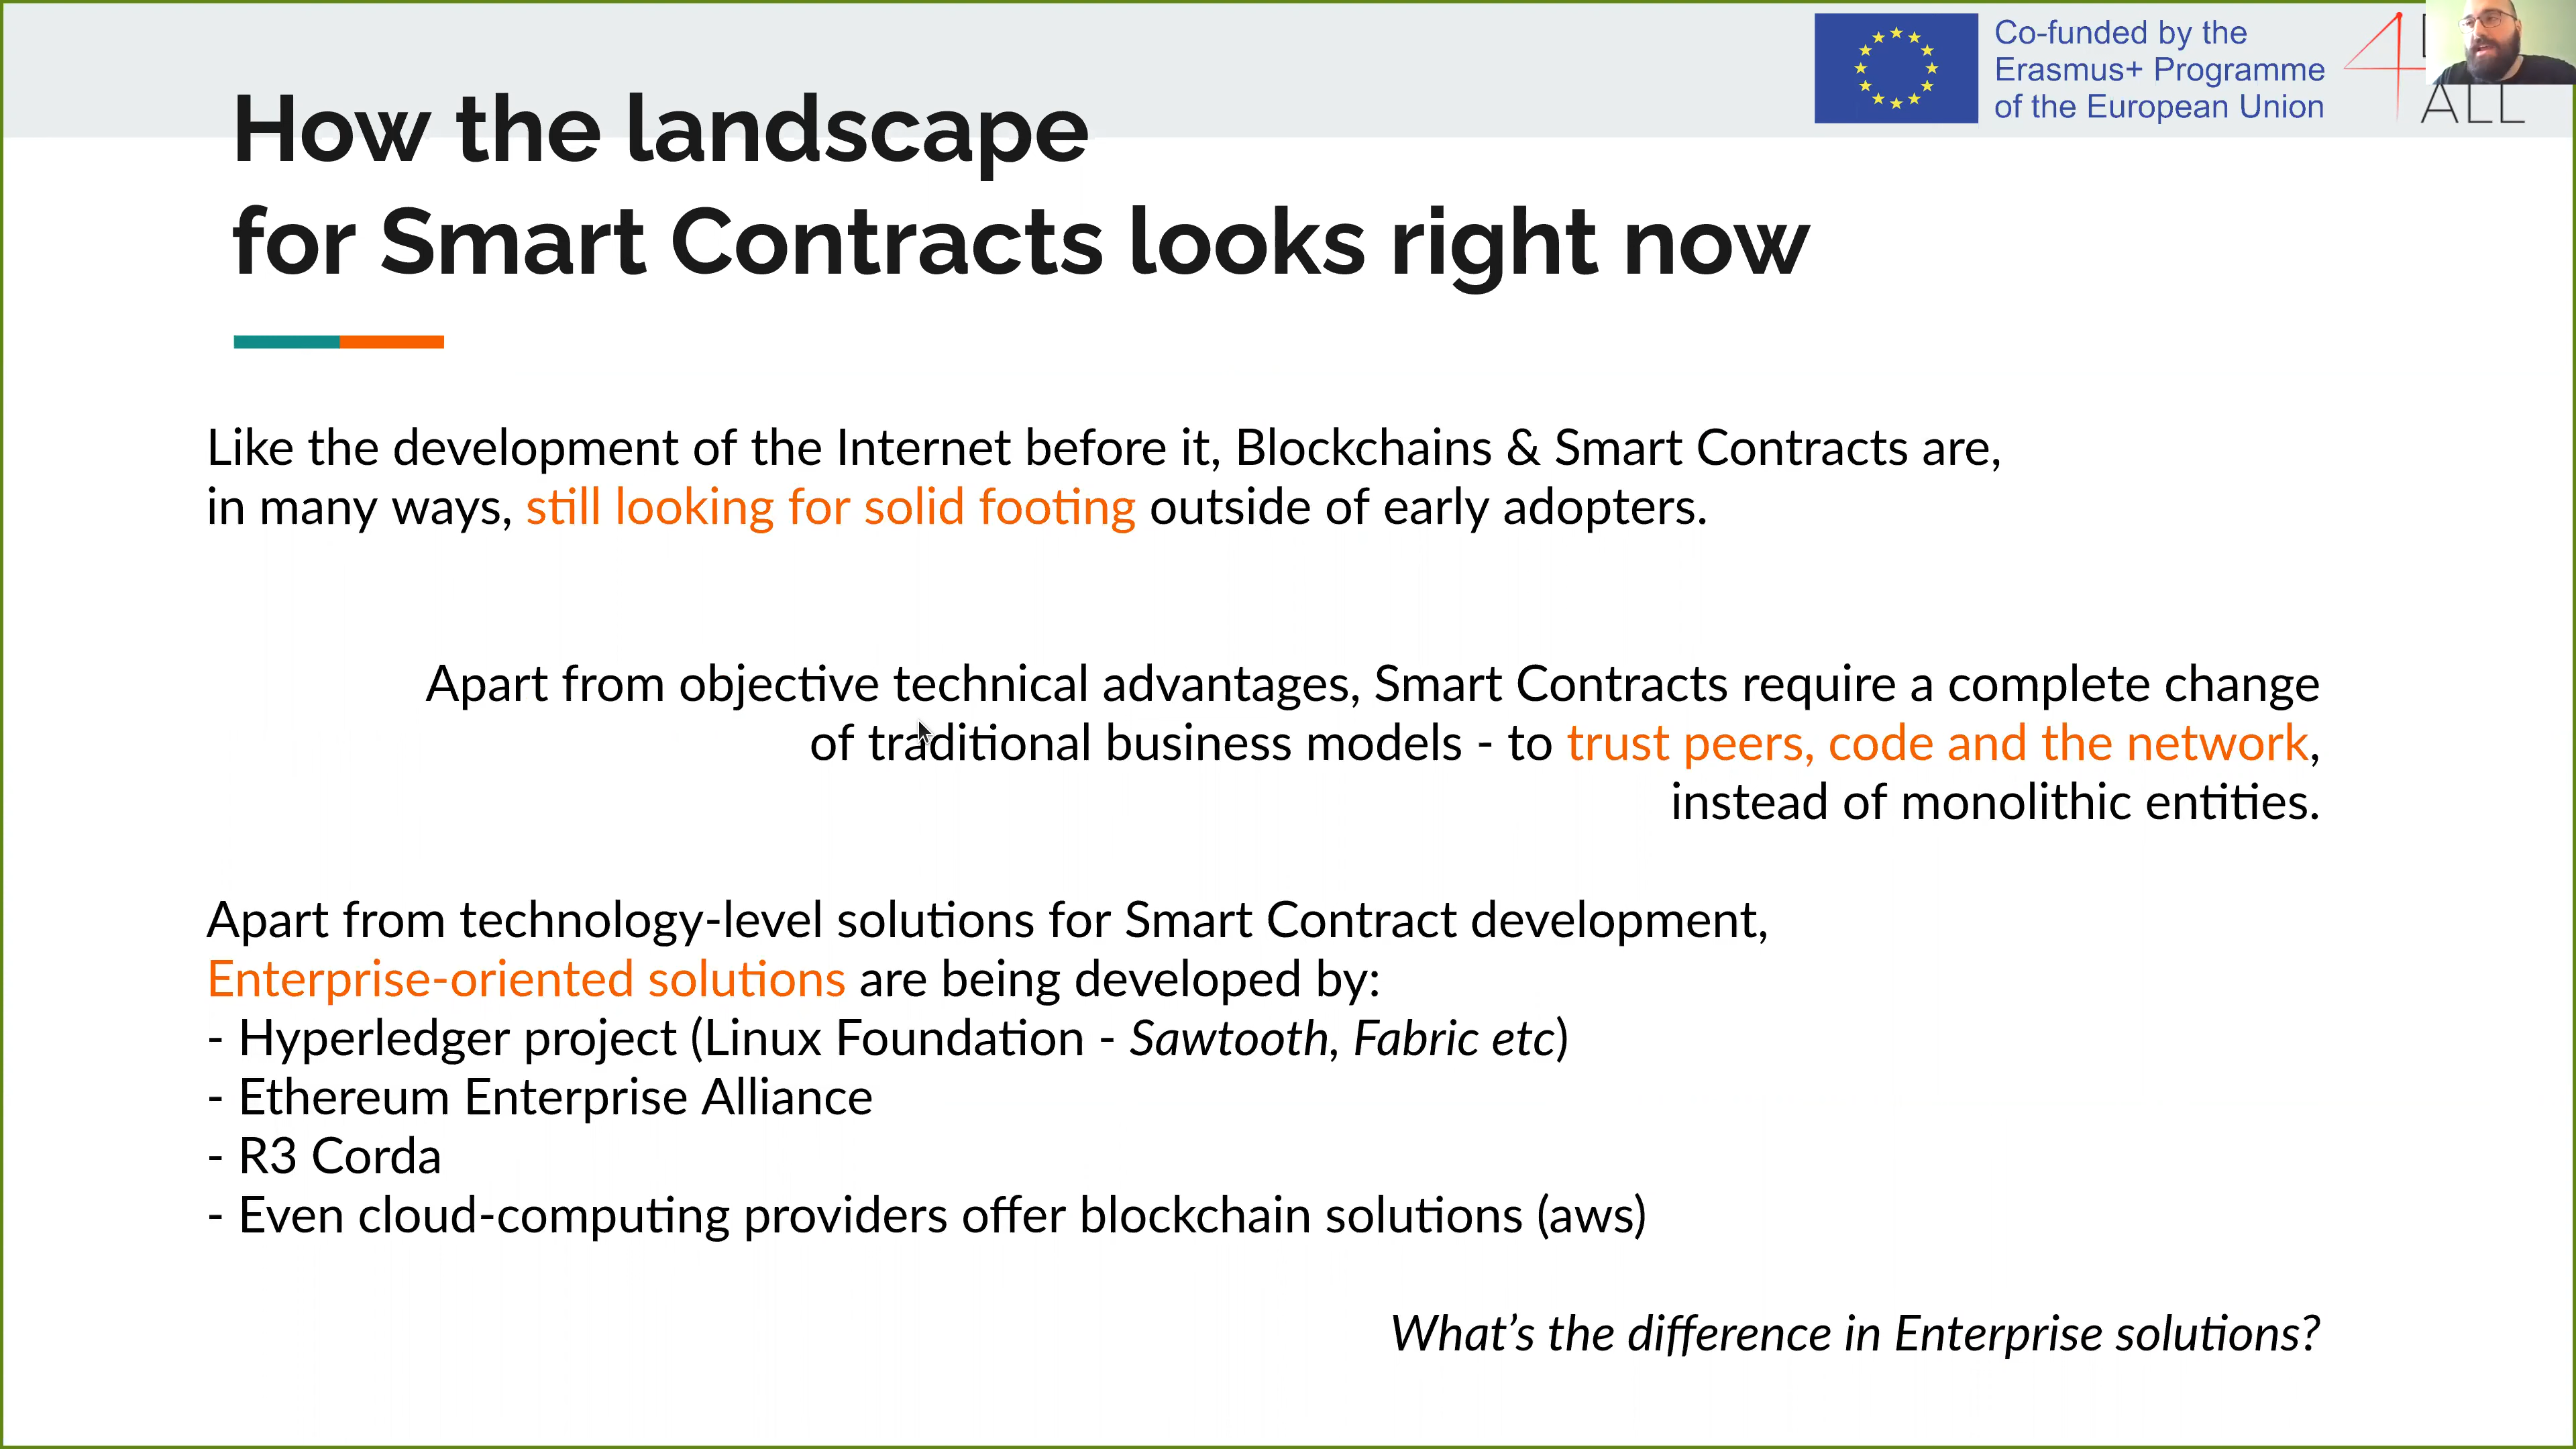 How the landscape
for Smart Contracts looks right now
Co-funded by the
Erasmus+ Programme
of the European Union
4
ALL
Like the development of the Internet before it, Blockchains & Smart Contracts are,
in many ways, still looking for solid footing outside of early adopters.
Apart from objective technical advantages, Smart Contracts require a complete change
of traditional business models - to trust peers, code and the network,
instead of monolithic entities.
Apart from technology-level solutions for Smart Contract development,
Enterprise-oriented solutions are being developed by:
- Hyperledger project (Linux Foundation - Sawtooth, Fabric etc)
- Ethereum Enterprise Alliance
- R3 Corda
- Even cloud-computing providers offer blockchain solutions (aws)
What's the difference in Enterprise solutions?